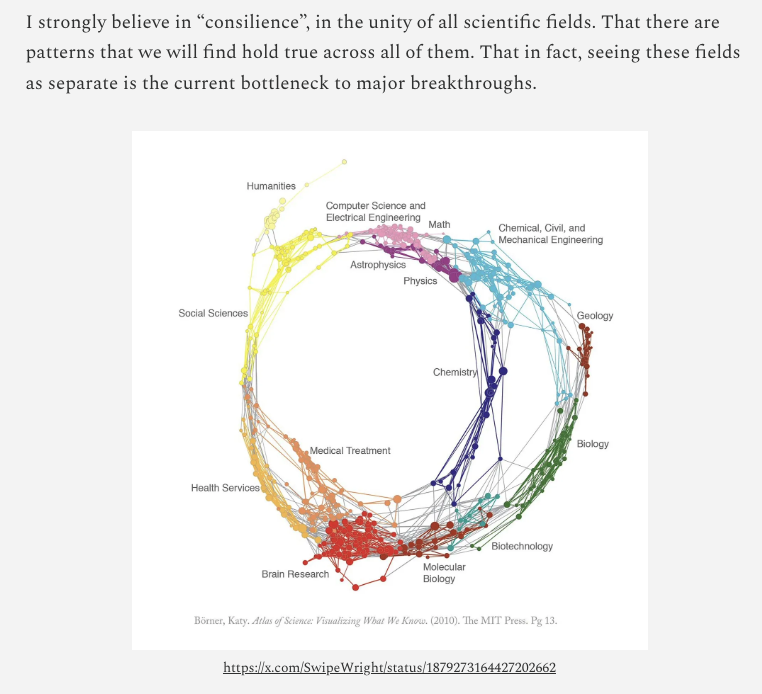 I strongly believe in “consilience”, in the unity of all scientific fields. That there are
patterns that we will find hold true across all of them. That in fact, seeing these fields
as separate is the current bottleneck to major breakthroughs.
Humanities
Computer Science and
Electrical Engineering
Math
Chemical, Civil, and
Mechanical Engineering
Astrophysics
Physics
Social Sciences
Geology
Chemistry
Biology
Medical Treatment
Health Services
Biotechnology
Brain Research
Molecular
Biology
Börner, Katy. Atlas of Science: Visualizing What We Know. (2010). The MIT Press. Pg 13.
https://x.com/SwipeWright/status/1879273164427202662